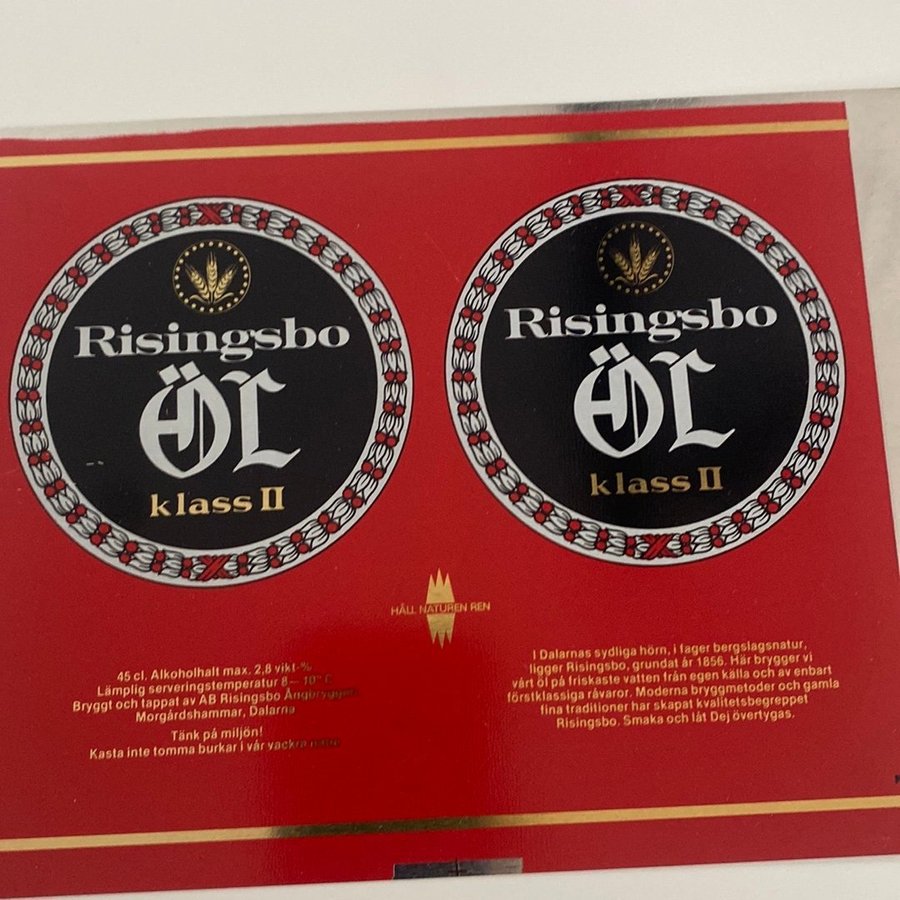 Risingsbo
ÖL
klass II
Risingsbo
ÖL
klass II
HÅLL NATUREN REN
45 cl. Alkoholhalt max. 2,8 vikt-%
Lämplig serveringstemperatur 8–10° C
Bryggt och tappat av AB Risingsbo Ångbryggeri
Morgårdshammar, Dalarna
Tänk på miljön!
Kasta inte tomma burkar i vår vackra natur
I Dalarnas sydliga hörn, i fager bergslagsnatur,
ligger Risingsbo, grundat år 1856. Här brygger vi
vårt öl på friskaste vatten från egen källa och av enbart
förstklassiga råvaror. Moderna bryggmetoder och gamla
fina traditioner har skapat kvalitetsbegreppet
Risingsbo. Smaka och låt Dej övertygas.